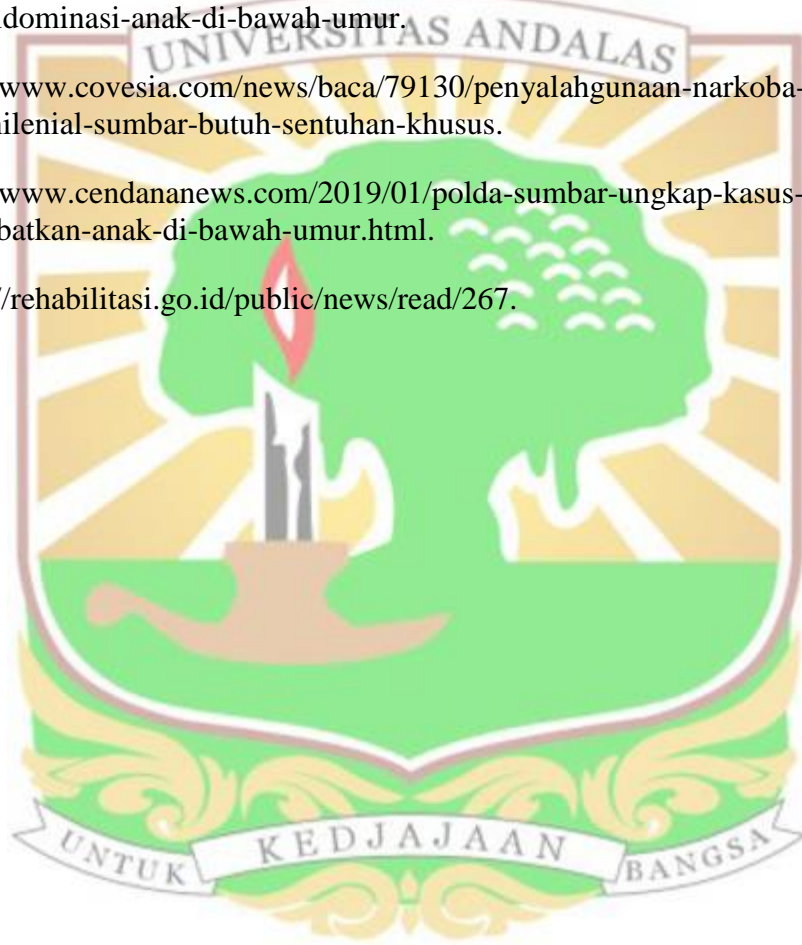 ndominasi-anak-di-bawah-umur.
UNIVERSITAS ANDALAS
www.covesia.com/news/baca/79130/penyalahgunaan-narkoba-
milenial-sumbar-butuh-sentuhan-khusus.
www.cendananews.com/2019/01/polda-sumbar-ungkap-kasus-
batkan-anak-di-bawah-umur.html.
//rehabilitasi.go.id/public/news/read/267.
UNTUK KEDJAJAAN BANGSA